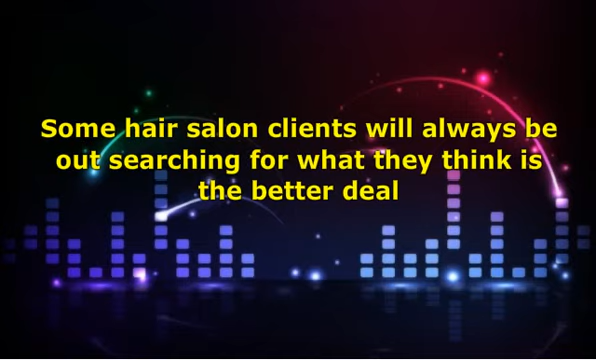 Some hair salon clients will always be
out searching for what they think is
the better deal